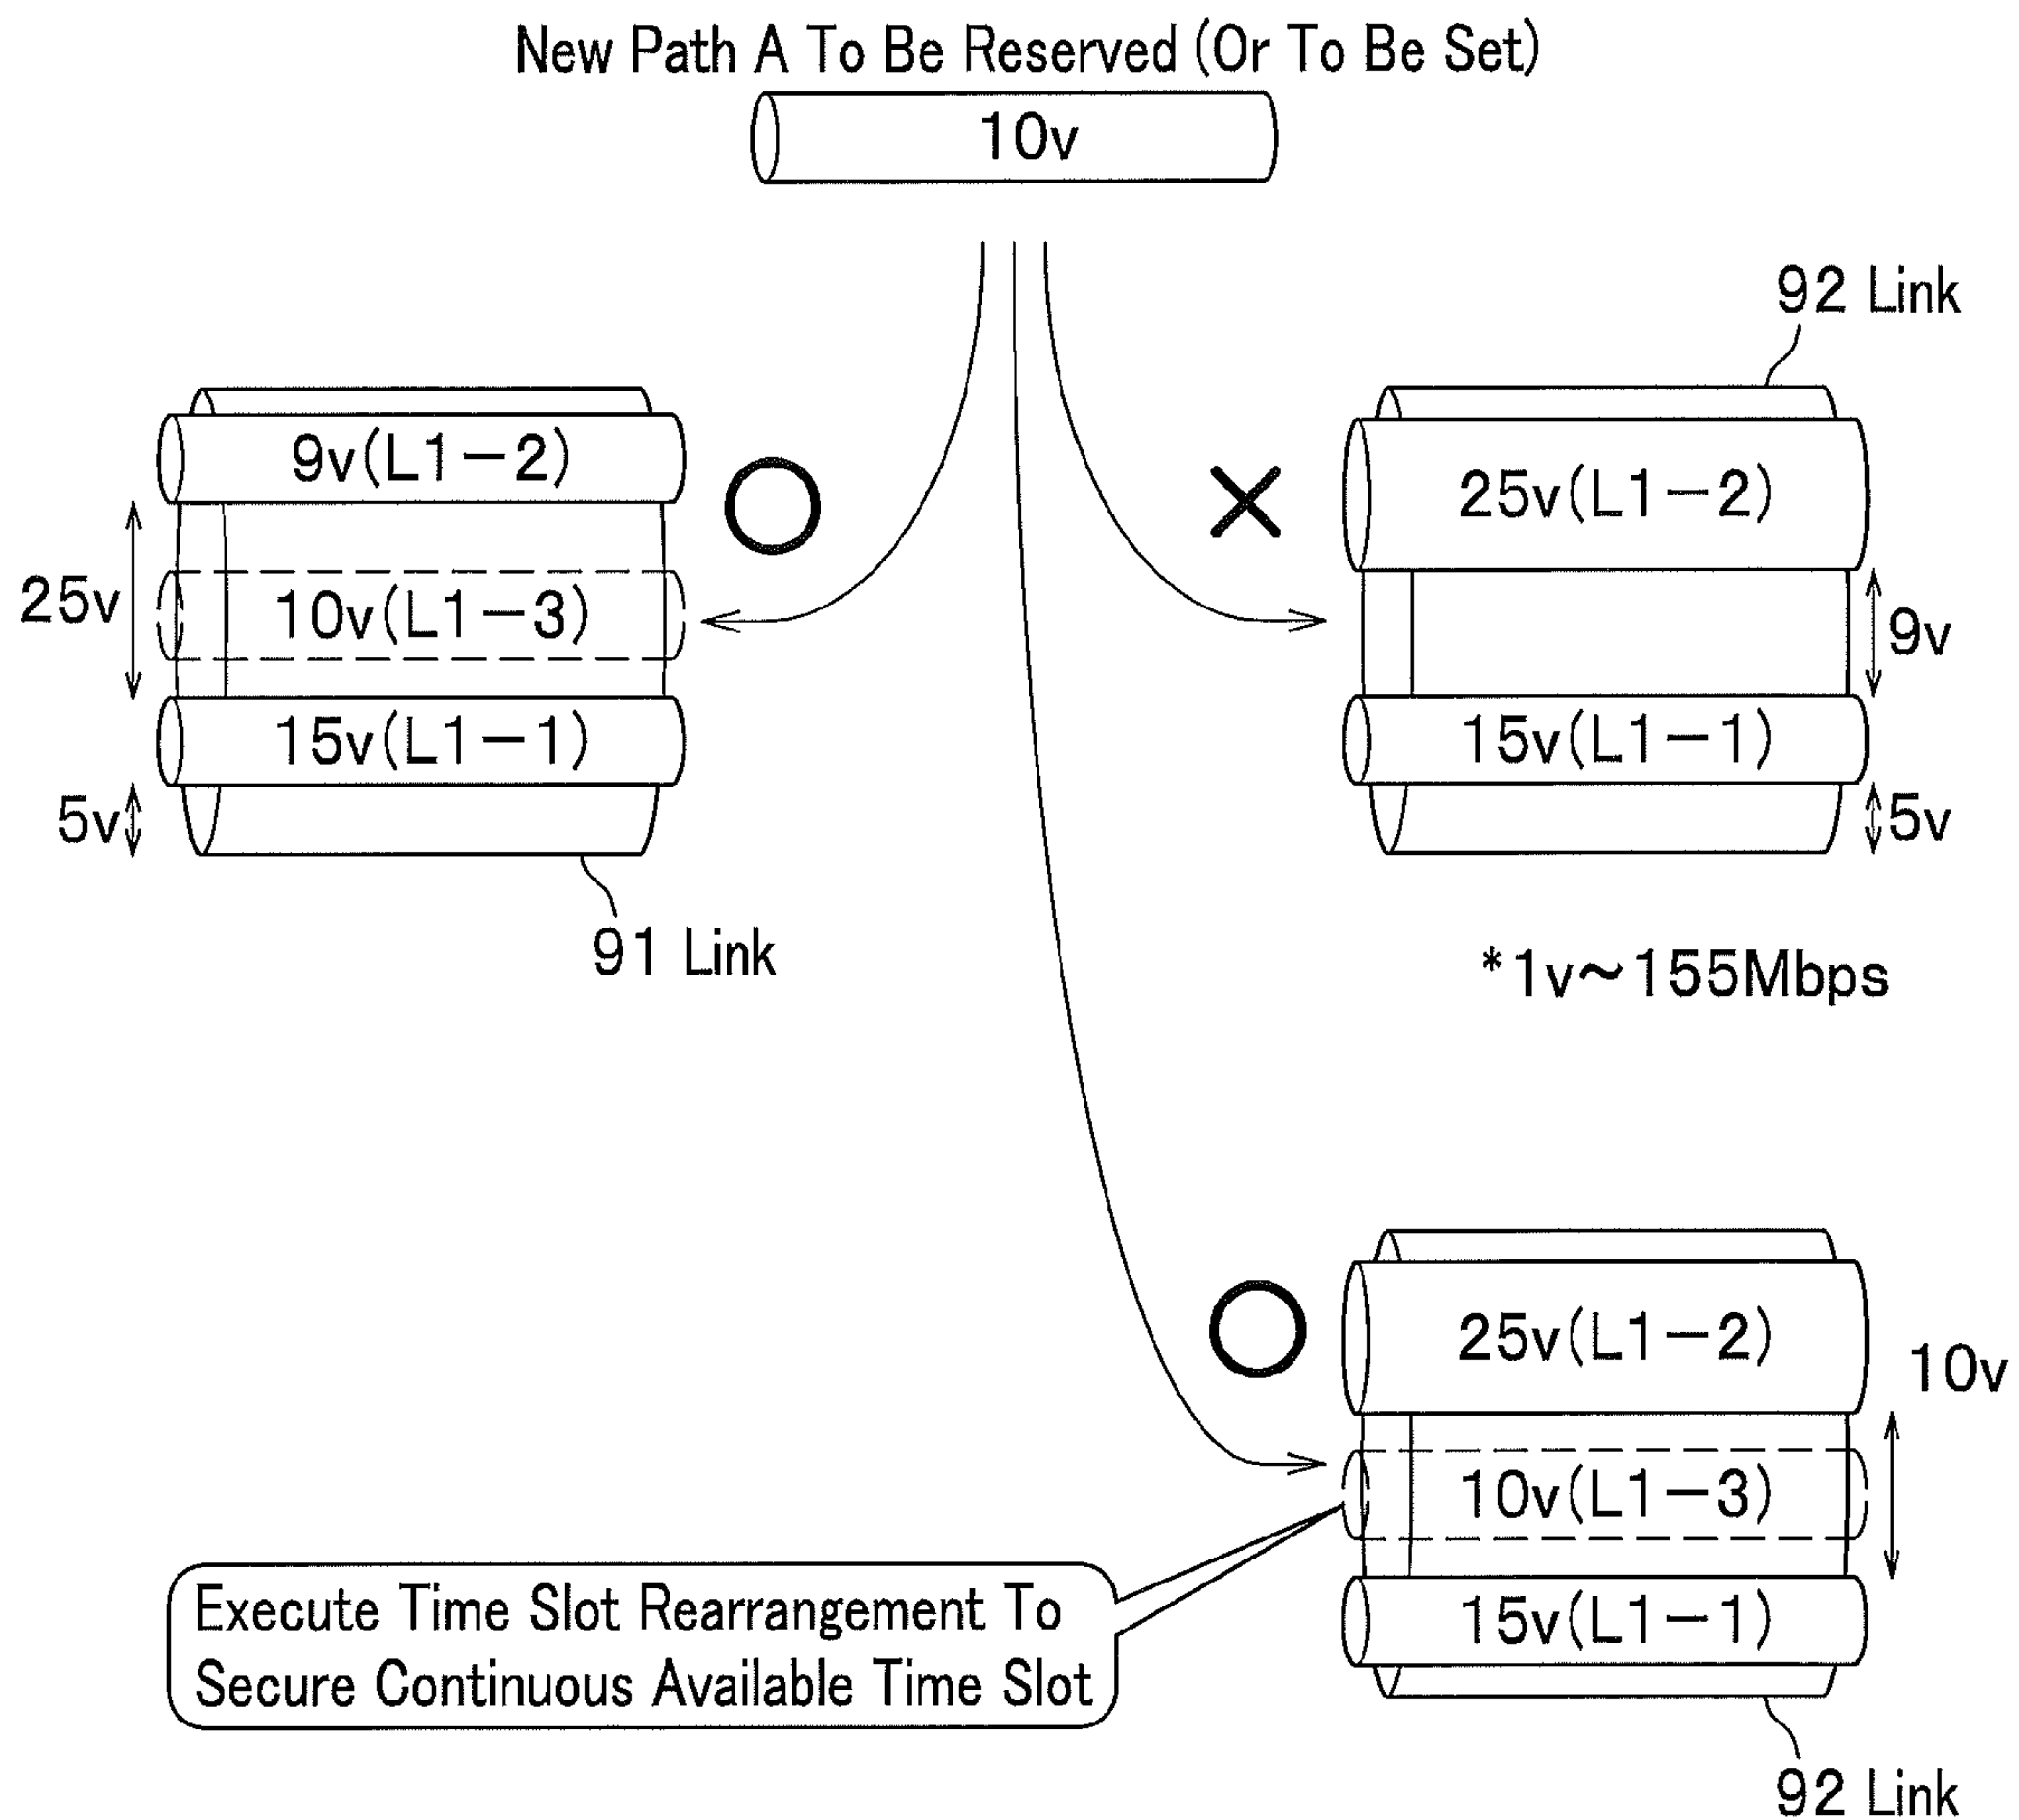 New Path A To Be Reserved (Or To Be Set)
10v
92 Link
9v(L1-2)
25v
10v(L1-3)
15v(L1-1)
5v
91 Link
25v(L1-2)
9v
15v(L1-1)
5v
*1v~155Mbps
25v(L1-2)
10v
10v(L1-3)
15v(L1-1)
Execute Time Slot Rearrangement To
Secure Continuous Available Time Slot
92 Link